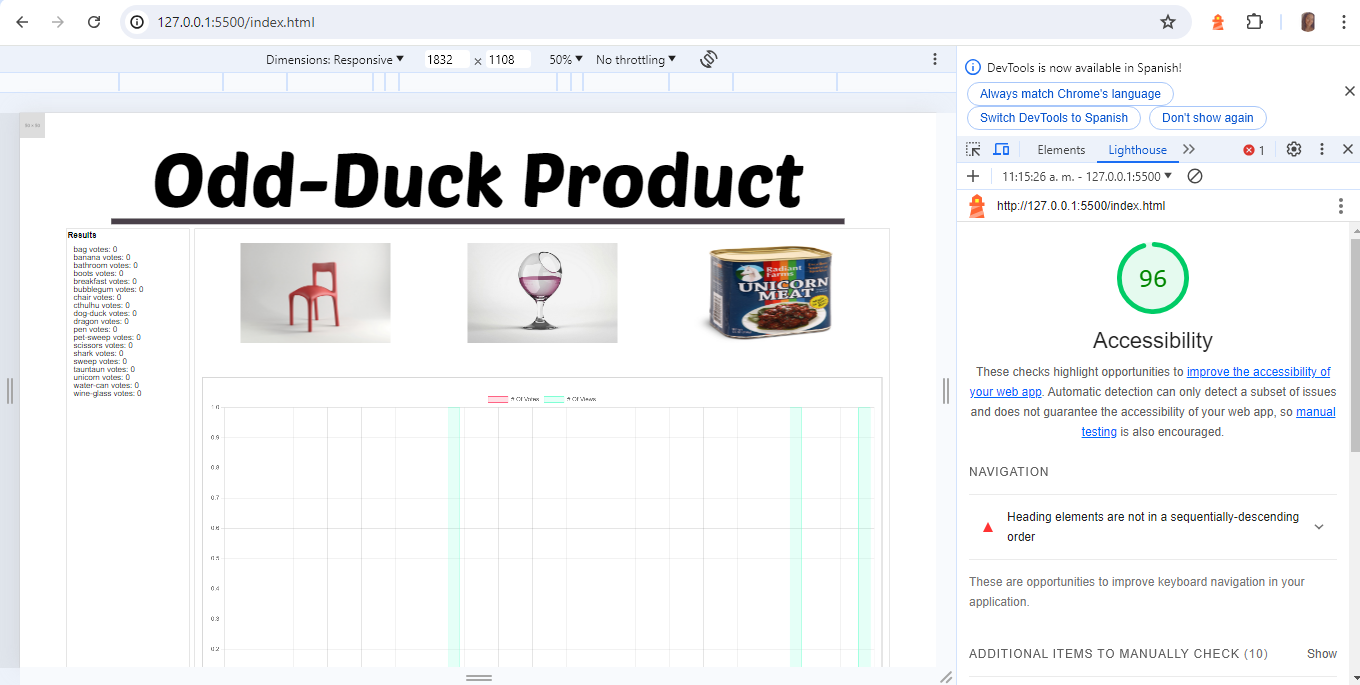 127.0.0.1:5500/index.html
Dimensions: Responsive 1832 x 1108 50% No throttling
DevTools is now available in Spanish!
Always match Chrome's language
Switch DevTools to Spanish Don't show again
Elements Lighthouse 1
11:15:26 a. m. - 127.0.0.1:5500
http://127.0.0.1:5500/index.html
Odd-Duck Product
Results
bag votes: 0
banana votes: 0
bathroom votes: 0
boots votes: 0
breakfast votes: 0
bubblegum votes: 0
chair votes: 0
cthulhu votes: 0
dog-duck votes: 0
dragon votes: 0
pen votes: 0
pet-sweep votes: 0
scissors votes: 0
shark votes: 0
sweep votes: 0
tauntaun votes: 0
unicorn votes: 0
water-can votes: 0
wine-glass votes: 0
Radiant
Farms
UNICORN
MEAT
# Of Votes # Of Views
1.0
0.9
0.8
0.7
0.6
0.5
0.4
0.3
0.2
96
Accessibility
These checks highlight opportunities to improve the accessibility of
your web app. Automatic detection can only detect a subset of issues
and does not guarantee the accessibility of your web app, so manual
testing is also encouraged.
NAVIGATION
Heading elements are not in a sequentially-descending
order
These are opportunities to improve keyboard navigation in your
application.
ADDITIONAL ITEMS TO MANUALLY CHECK (10) Show